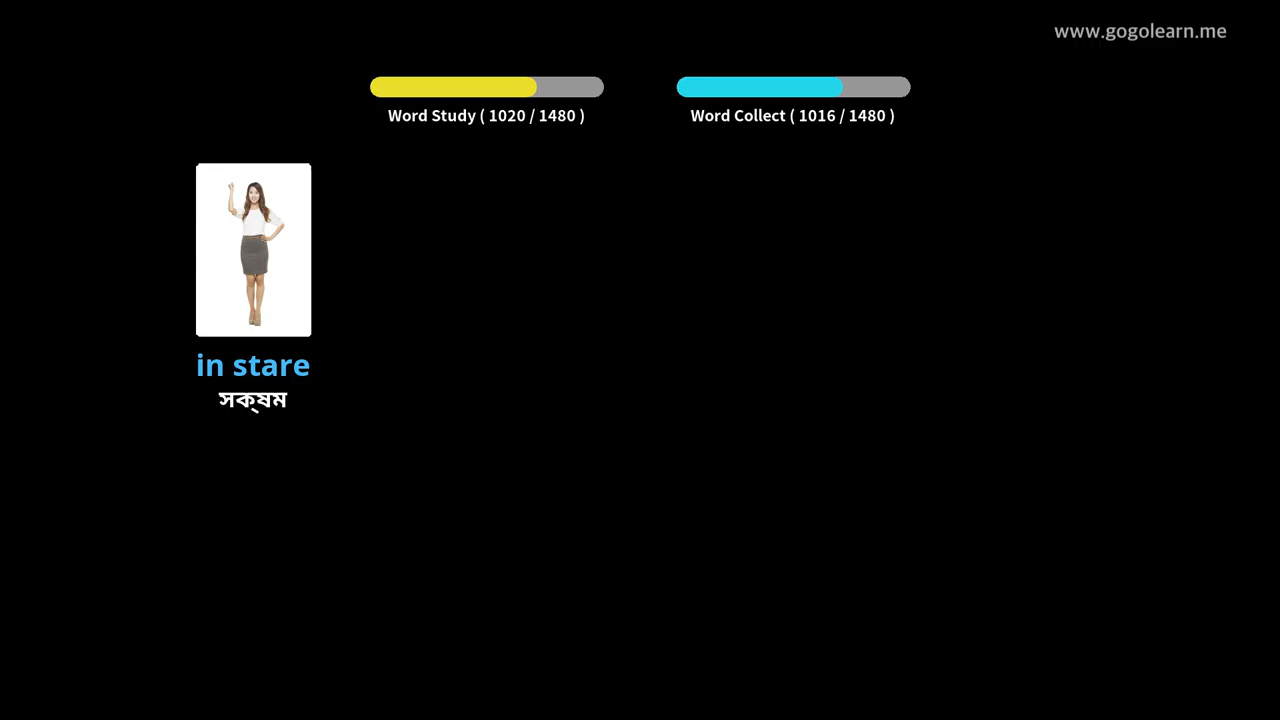 www.gogolearn.me
Word Study ( 1020 / 1480 )
Word Collect ( 1016 / 1480 )
in stare
সক্ষম